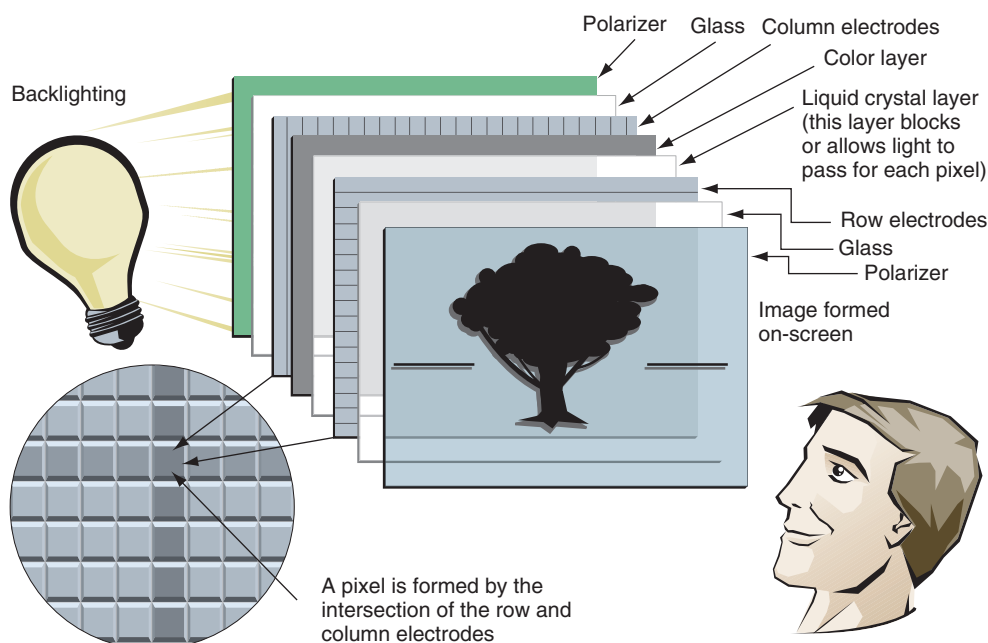 Polarizer
Glass
Column electrodes
Color layer
Backlighting
Liquid crystal layer
(this layer blocks
or allows light to
pass for each pixel)
Row electrodes
Glass
Polarizer
Image formed
on-screen
A pixel is formed by the
intersection of the row and
column electrodes